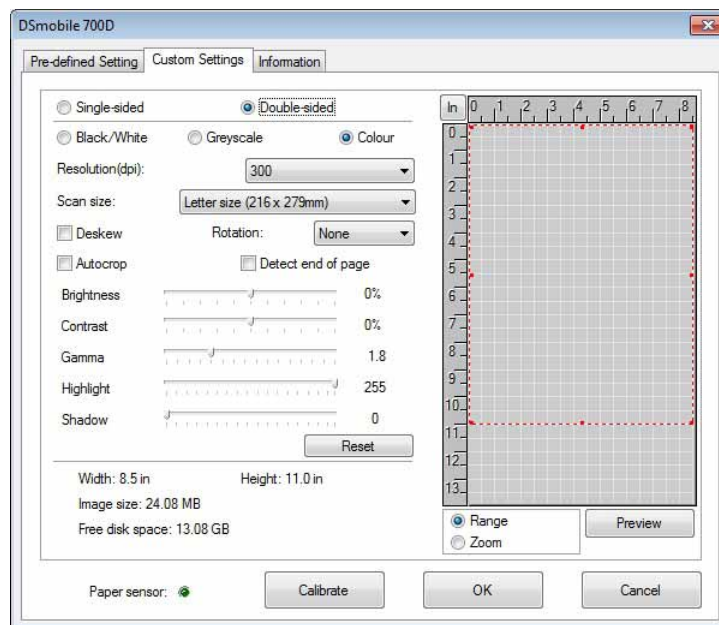 DSmobile 700D
Pre-defined Setting Custom Settings Information
Single-sided Double-sided
Black/White Greyscale Colour
Resolution(dpi): 300
Scan size: Letter size (216 x 279mm)
Deskew Rotation: None
Autocrop Detect end of page
Brightness 0%
Contrast 0%
Gamma 1.8
Highlight 255
Shadow 0
Reset
Width: 8.5 in Height: 11.0 in
Image size: 24.08 MB
Free disk space: 13.08 GB
In 0 1 2 3 4 5 6 7 8
0
1
2
3
4
5
6
7
8
9
10
11
12
13
Range
Zoom
Preview
Paper sensor: Calibrate OK Cancel